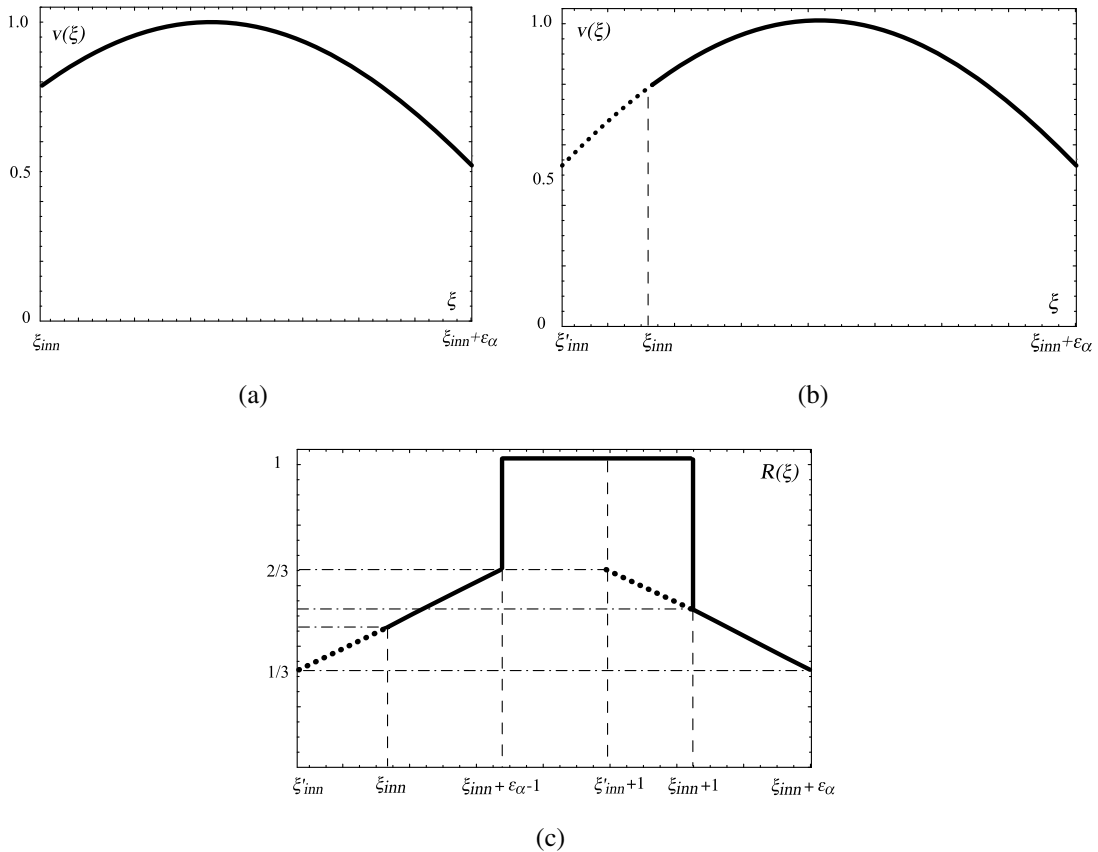 1.0
v(ξ)
0.5
0
ξ
ξinn
ξinn+εα
(a)
1.0
v(ξ)
0.5
0
ξ
ξ'inn
ξinn
ξinn+εα
(b)
1
R(ξ)
2/3
1/3
ξ'inn
ξinn
ξinn+εα-1
ξ'inn+1
ξinn+1
ξinn+εα
(c)